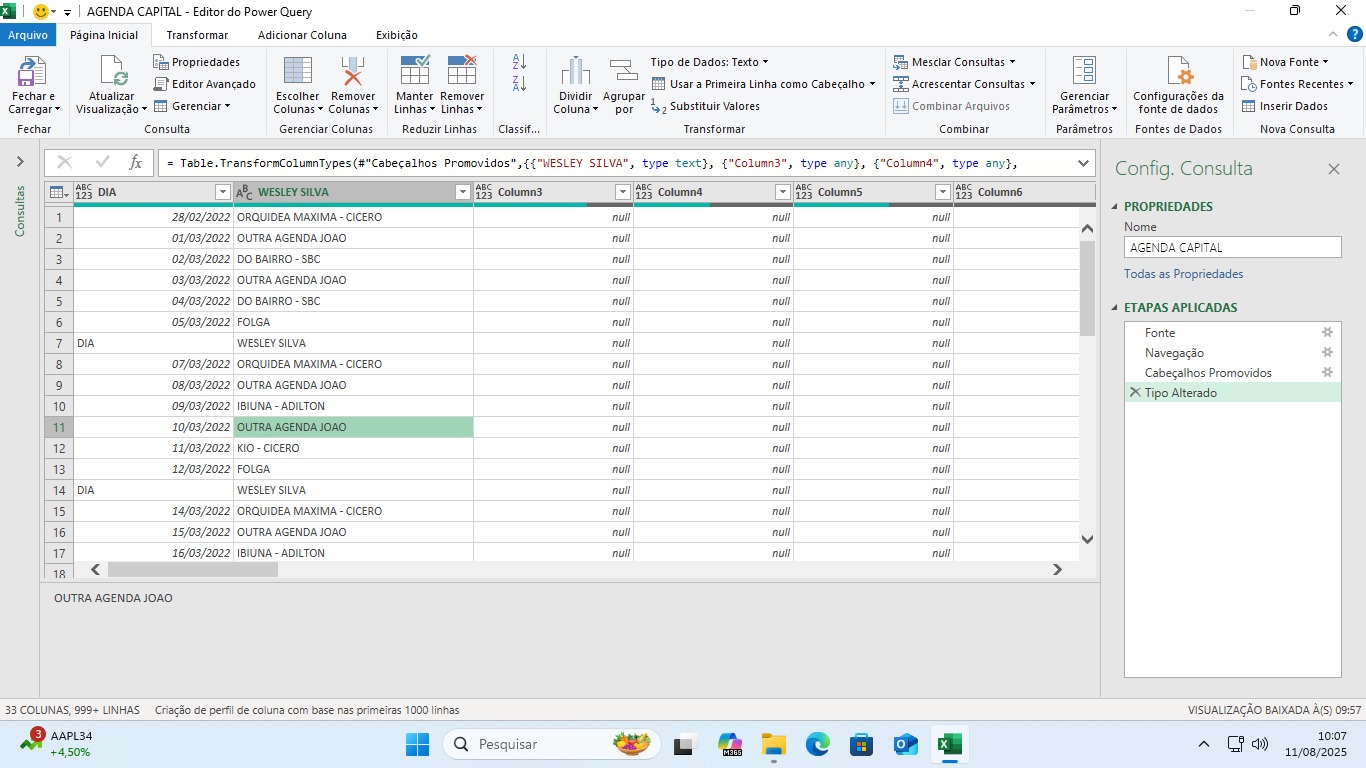 AGENDA CAPITAL - Editor do Power Query
Arquivo
Página Inicial
Transformar
Adicionar Coluna
Exibição
?
Fechar e Carregar
Fechar
Atualizar Visualização
Propriedades
Editor Avançado
Gerenciar
Consulta
Escolher Colunas
Remover Colunas
Gerenciar Colunas
Manter Linhas
Remover Linhas
Reduzir Linhas
A Z
Z A
Classif...
Dividir Coluna
Agrupar por
Tipo de Dados: Texto
Usar a Primeira Linha como Cabeçalho
Substituir Valores
Transformar
Mesclar Consultas
Acrescentar Consultas
Combinar Arquivos
Combinar
Gerenciar Parâmetros
Parâmetros
Configurações da fonte de dados
Fontes de Dados
Nova Fonte
Fontes Recentes
Inserir Dados
Nova Consulta
Consultas
fx
= Table.TransformColumnTypes(#"Cabeçalhos Promovidos",{{"WESLEY SILVA", type text}, {"Column3", type any}, {"Column4", type any},
ABC 123 DIA ABC WESLEY SILVA ABC 123 Column3 ABC 123 Column4 ABC 123 Column5 ABC 123 Column6
1 28/02/2022 ORQUIDEA MAXIMA - CICERO null null null
2 01/03/2022 OUTRA AGENDA JOAO null null null
3 02/03/2022 DO BAIRRO - SBC null null null
4 03/03/2022 OUTRA AGENDA JOAO null null null
5 04/03/2022 DO BAIRRO - SBC null null null
6 05/03/2022 FOLGA null null null
7 DIA WESLEY SILVA null null null
8 07/03/2022 ORQUIDEA MAXIMA - CICERO null null null
9 08/03/2022 OUTRA AGENDA JOAO null null null
10 09/03/2022 IBIUNA - ADILTON null null null
11 10/03/2022 OUTRA AGENDA JOAO null null null
12 11/03/2022 KIO - CICERO null null null
13 12/03/2022 FOLGA null null null
14 DIA WESLEY SILVA null null null
15 14/03/2022 ORQUIDEA MAXIMA - CICERO null null null
16 15/03/2022 OUTRA AGENDA JOAO null null null
17 16/03/2022 IBIUNA - ADILTON null null null
18
OUTRA AGENDA JOAO
Config. Consulta
PROPRIEDADES
Nome
AGENDA CAPITAL
Todas as Propriedades
ETAPAS APLICADAS
Fonte
Navegação
Cabeçalhos Promovidos
Tipo Alterado
33 COLUNAS, 999+ LINHAS
Criação de perfil de coluna com base nas primeiras 1000 linhas
VISUALIZAÇÃO BAIXADA À(S) 09:57
3
AAPL34
+4,50%
Pesquisar
M365
10:07
11/08/2025